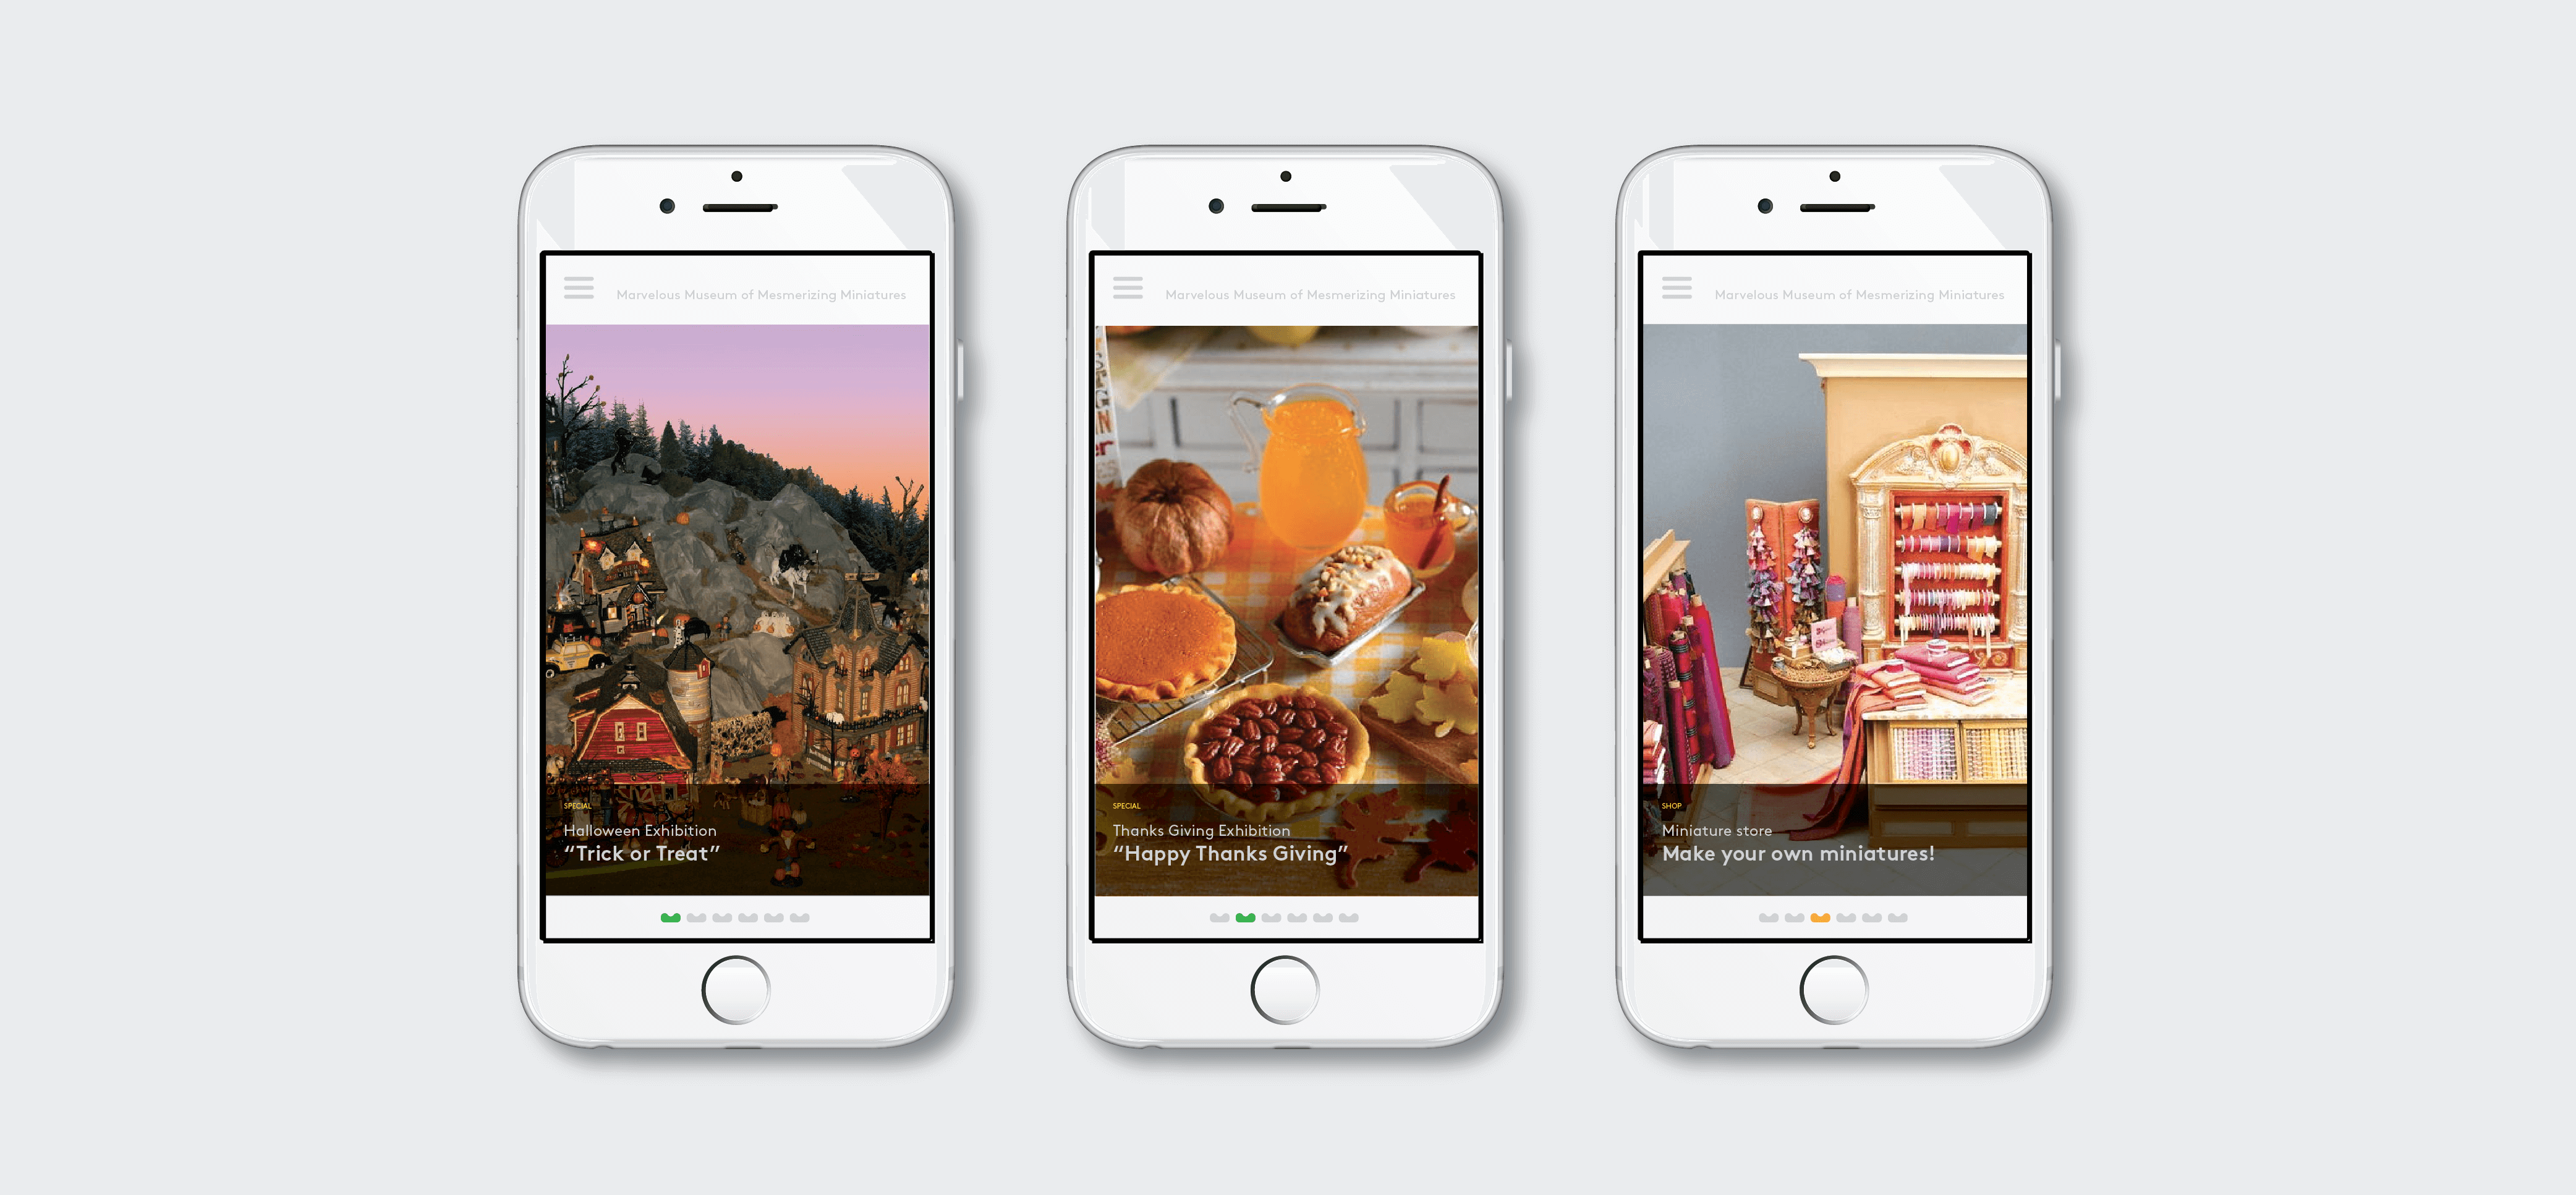 Marvelous Museum of Mesmerizing Miniatures
SPECIAL
Halloween Exhibition
“Trick or Treat”
Marvelous Museum of Mesmerizing Miniatures
SPECIAL
Thanks Giving Exhibition
“Happy Thanks Giving”
Marvelous Museum of Mesmerizing Miniatures
SHOP
Miniature store
Make your own miniatures!